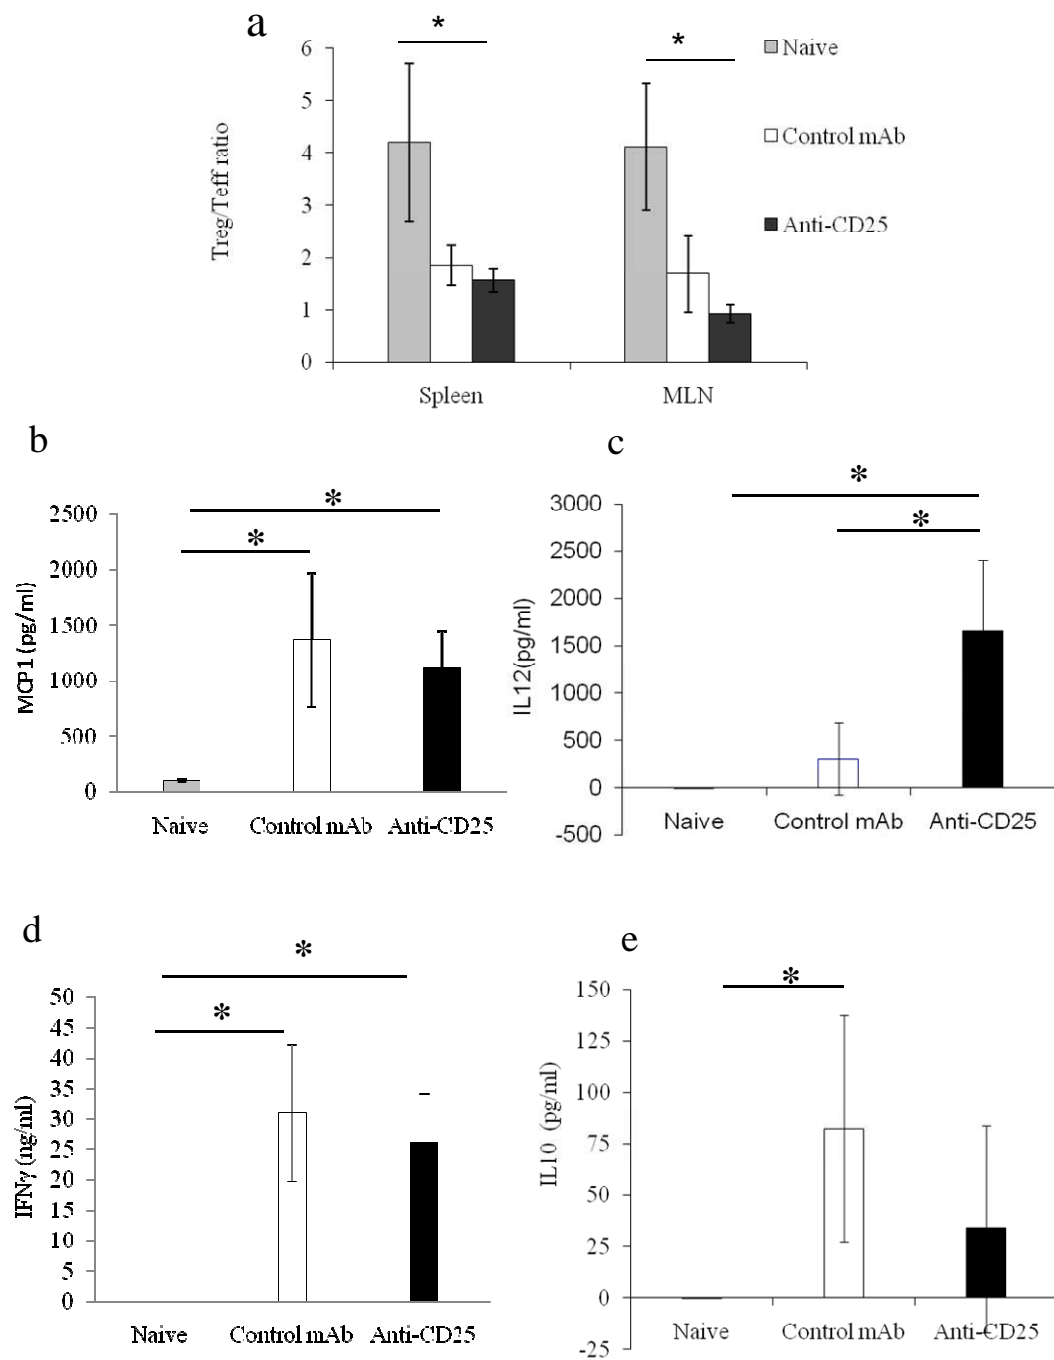 a
*
*
6
5
4
3
2
1
0
Treg/Teff ratio
Naive
Control mAb
Anti-CD25
Spleen
MLN
b
*
*
2500
2000
1500
1000
500
0
MCP1 (pg/ml)
Naive
Control mAb
Anti-CD25
c
*
*
3000
2500
2000
1500
1000
500
0
-500
IL12(pg/ml)
Naive
Control mAb
Anti-CD25
d
*
*
50
45
40
35
30
25
20
15
10
5
0
IFNγ (ng/ml)
Naive
Control mAb
Anti-CD25
e
*
150
125
100
75
50
25
0
-25
IL10 (pg/ml)
Naive
Control mAb
Anti-CD25